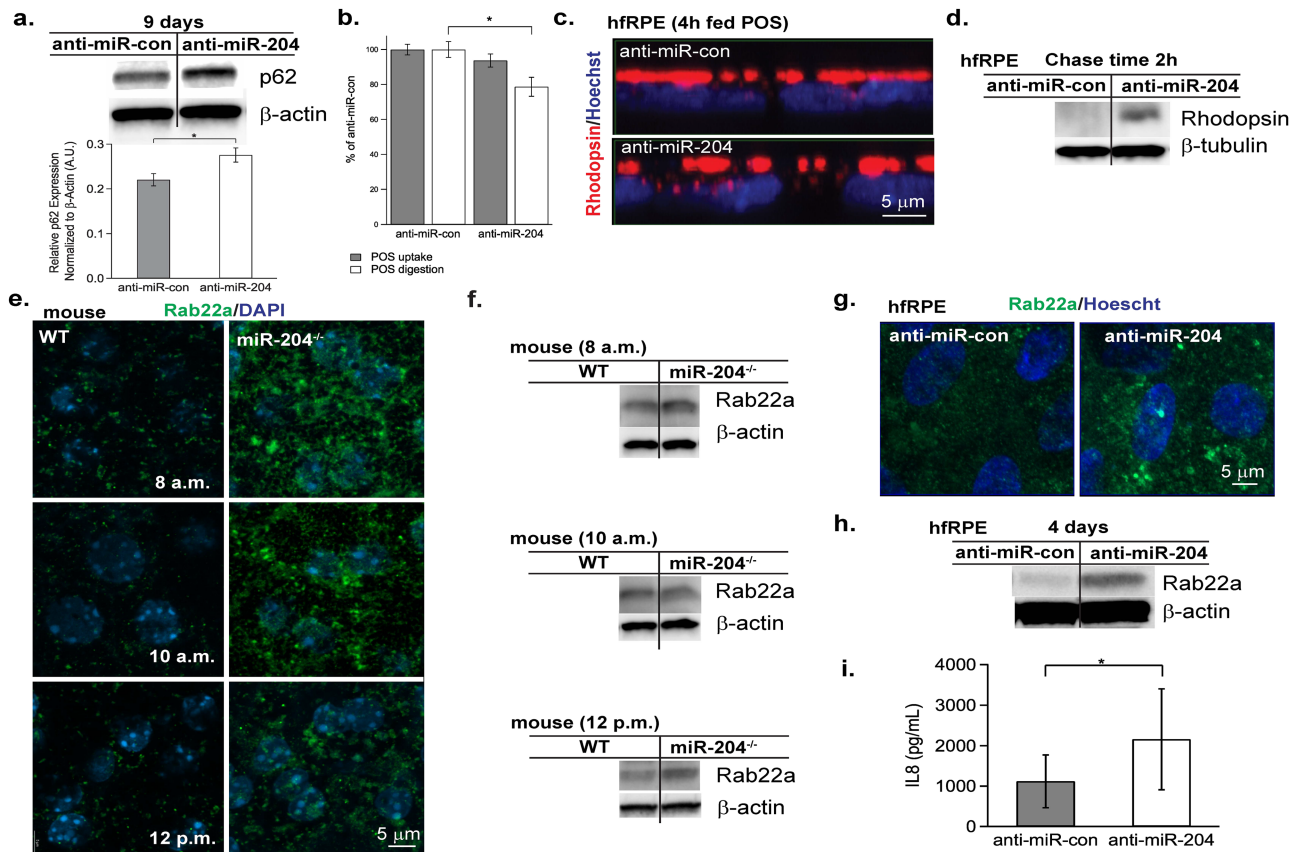 a.
9 days
anti-miR-con anti-miR-204
p62
β-actin
*
Relative p62 Expression
Normalized to β-Actin (A.U.)
0.3
0.2
0.1
0.0
anti-miR-con anti-miR-204
b.
*
% of anti-miR-con
100
80
60
40
20
0
anti-miR-con anti-miR-204
POS uptake
POS digestion
c.
hfRPE (4h fed POS)
Rhodopsin/Hoechst
anti-miR-con
anti-miR-204
5 μm
d.
hfRPE Chase time 2h
anti-miR-con anti-miR-204
Rhodopsin
β-tubulin
e.
mouse Rab22a/DAPI
WT miR-204-/-
8 a.m.
10 a.m.
12 p.m.
5 μm
f.
mouse (8 a.m.)
WT miR-204-/-
Rab22a
β-actin
mouse (10 a.m.)
WT miR-204-/-
Rab22a
β-actin
mouse (12 p.m.)
WT miR-204-/-
Rab22a
β-actin
g.
hfRPE Rab22a/Hoescht
anti-miR-con anti-miR-204
5 μm
h.
hfRPE 4 days
anti-miR-con anti-miR-204
Rab22a
β-actin
i.
*
IL8 (pg/mL)
4000
3000
2000
1000
0
anti-miR-con anti-miR-204